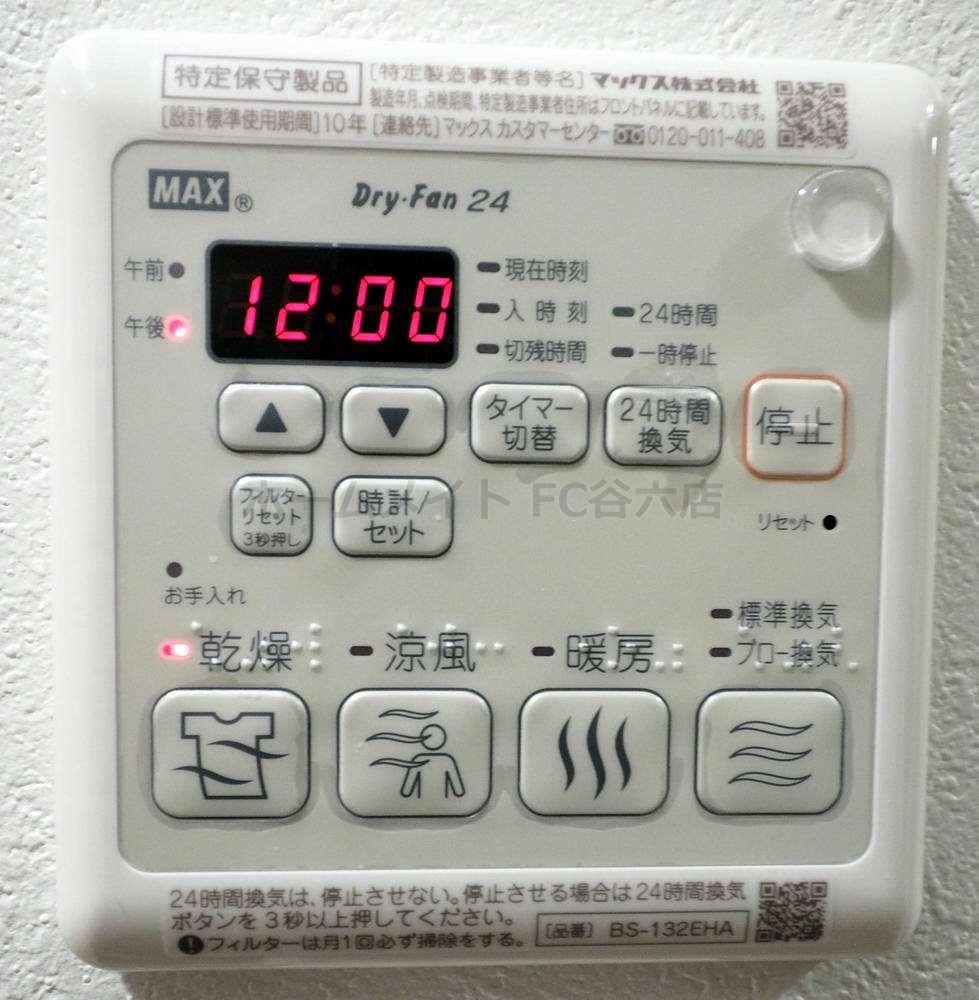 特定保守製品 [特定製造事業者等名] マックス株式会社
製造年月、点検期間、特定製造事業者住所はフロントパネルに記載しています。
[設計標準使用期間]10年 [連絡先]マックス カスタマーセンター 0120-011-408
MAX® Dry・Fan 24
午前
午後
12:00
現在時刻
入時刻 24時間
切残時間 一時停止
▲ ▼ タイマー切替 24時間換気 停止
フィルターリセット3秒押し 時計/セット
ホームメイト FC谷六店
リセット
お手入れ
標準換気
乾燥 涼風 暖房 プロー換気
24時間換気は、停止させない。停止させる場合は24時間換気
ボタンを3秒以上押してください。
フィルターは月1回必ず掃除をする。 [品番] BS-132EHA